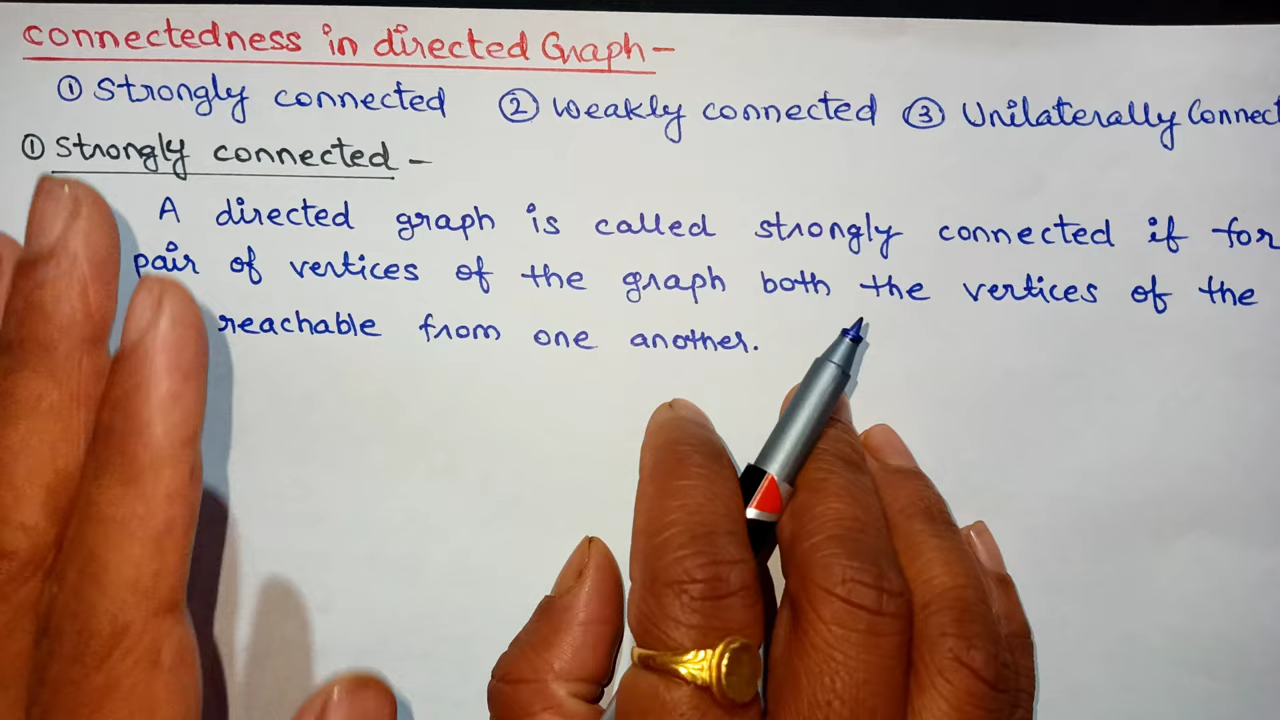 connectedness in directed Graph-
① Strongly connected ② Weakly connected ③ Unilaterally Connect
① Strongly connected -
A directed graph is called strongly connected if for
pair of vertices of the graph both the vertices of the
reachable from one another.